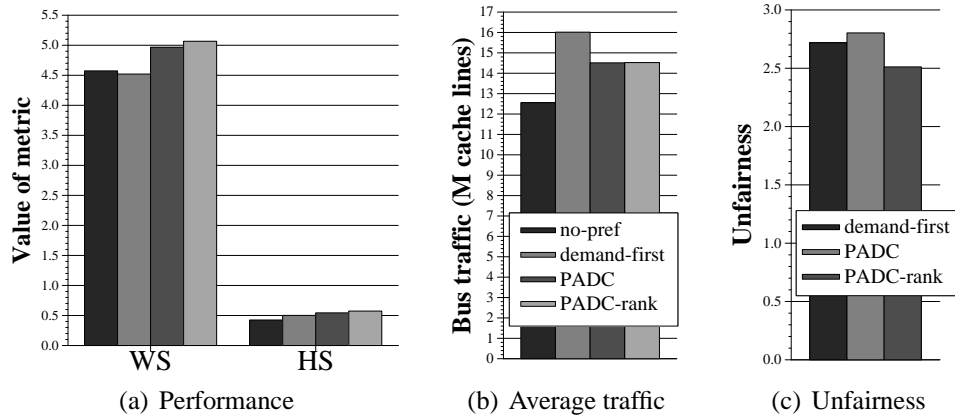 5.5
5.0
4.5
4.0
3.5
3.0
2.5
2.0
1.5
1.0
0.5
0.0
Value of metric
WS HS
(a) Performance
17
16
15
14
13
12
11
10
9
8
7
6
5
4
3
2
1
0
Bus traffic (M cache lines)
no-pref
demand-first
PADC
PADC-rank
(b) Average traffic
3.0
2.5
2.0
1.5
1.0
0.5
0.0
Unfairness
demand-first
PADC
PADC-rank
(c) Unfairness